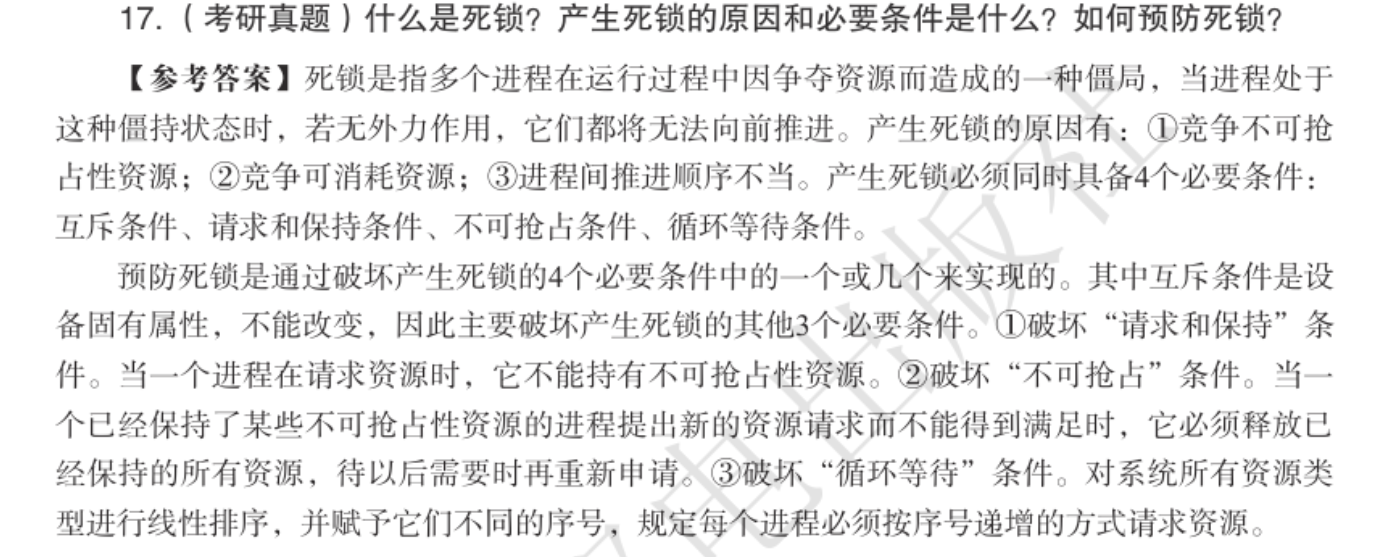 17.（考研真题）什么是死锁？产生死锁的原因和必要条件是什么？如何预防死锁？
【参考答案】死锁是指多个进程在运行过程中因争夺资源而造成的一种僵局，当进程处于
这种僵持状态时，若无外力作用，它们都将无法向前推进。产生死锁的原因有：①竞争不可抢
占性资源；②竞争可消耗资源；③进程间推进顺序不当。产生死锁必须同时具备4个必要条件：
互斥条件、请求和保持条件、不可抢占条件、循环等待条件。
预防死锁是通过破坏产生死锁的4个必要条件中的一个或几个来实现的。其中互斥条件是设
备固有属性，不能改变，因此主要破坏产生死锁的其他3个必要条件。①破坏“请求和保持”条
件。当一个进程在请求资源时，它不能持有不可抢占性资源。②破坏“不可抢占”条件。当一
个已经保持了某些不可抢占性资源的进程提出新的资源请求而不能得到满足时，它必须释放已
经保持的所有资源，待以后需要时再重新申请。③破坏“循环等待”条件。对系统所有资源类
型进行线性排序，并赋予它们不同的序号，规定每个进程必须按序号递增的方式请求资源。
电出版社